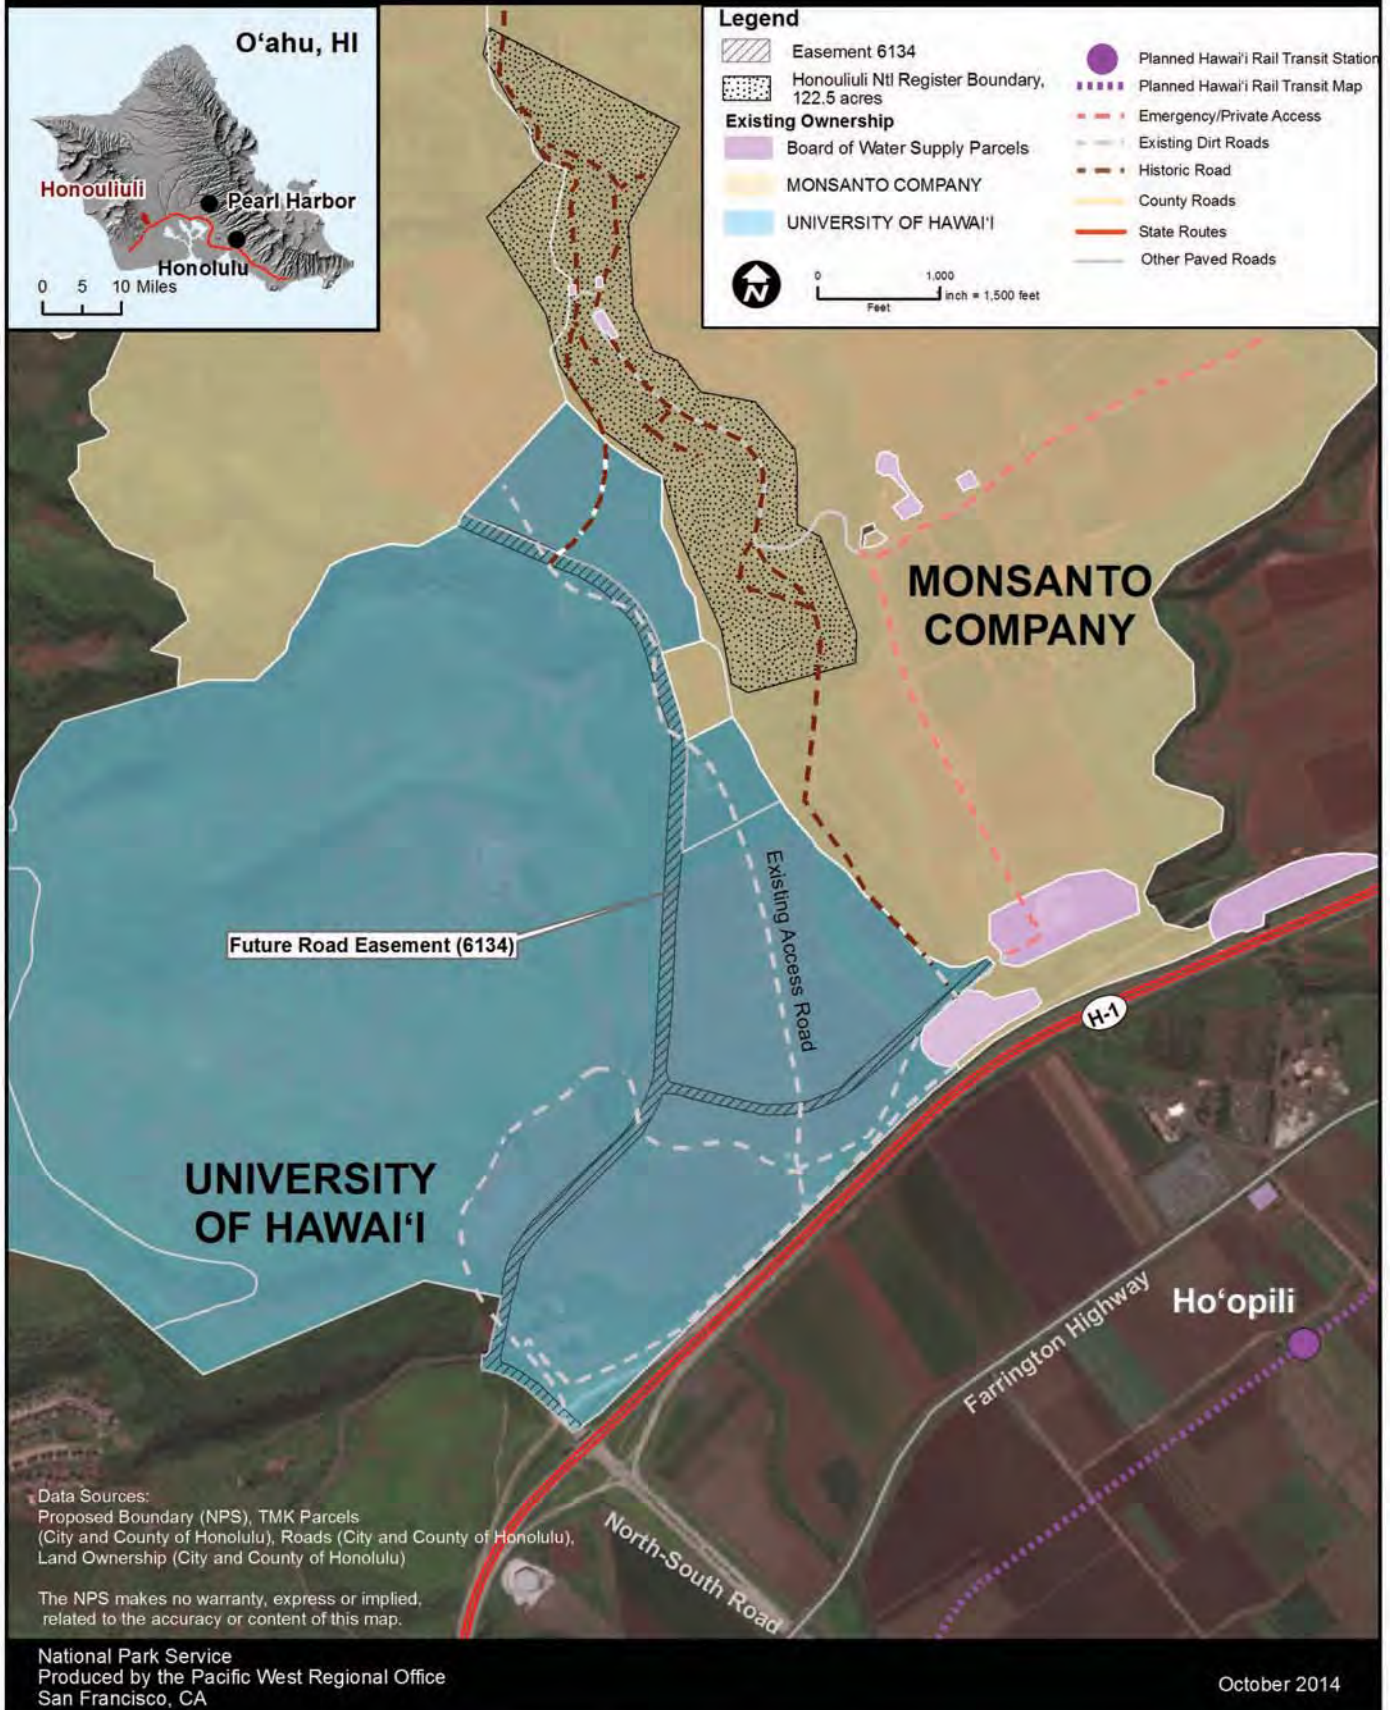 O‘ahu, HI
Honouliuli
Pearl Harbor
Honolulu
0 5 10 Miles
Legend
Easement 6134
Honouliuli Ntl Register Boundary,
122.5 acres
Existing Ownership
Board of Water Supply Parcels
MONSANTO COMPANY
UNIVERSITY OF HAWAI‘I
N
0 1,000
Feet
inch = 1,500 feet
Planned Hawai‘i Rail Transit Station
Planned Hawai‘i Rail Transit Map
Emergency/Private Access
Existing Dirt Roads
Historic Road
County Roads
State Routes
Other Paved Roads
MONSANTO
COMPANY
Existing Access Road
Future Road Easement (6134)
H-1
UNIVERSITY
OF HAWAI‘I
Ho‘opili
Farrington Highway
North-South Road
Data Sources:
Proposed Boundary (NPS), TMK Parcels
(City and County of Honolulu), Roads (City and County of Honolulu),
Land Ownership (City and County of Honolulu)
The NPS makes no warranty, express or implied,
related to the accuracy or content of this map.
National Park Service
Produced by the Pacific West Regional Office
San Francisco, CA
October 2014